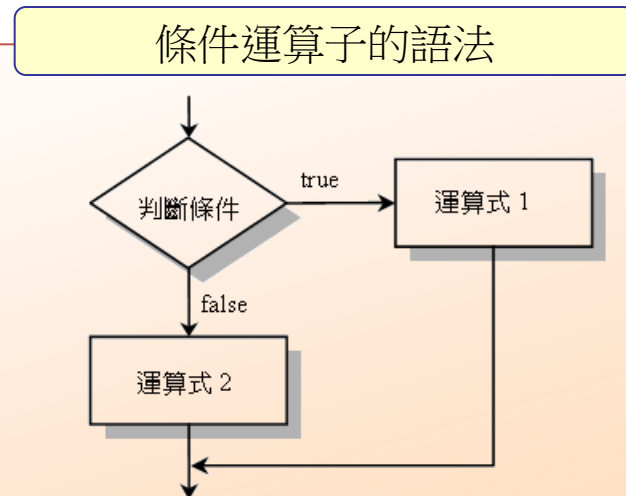 條件運算子的語法
判斷條件
true
運算式 1
false
運算式 2